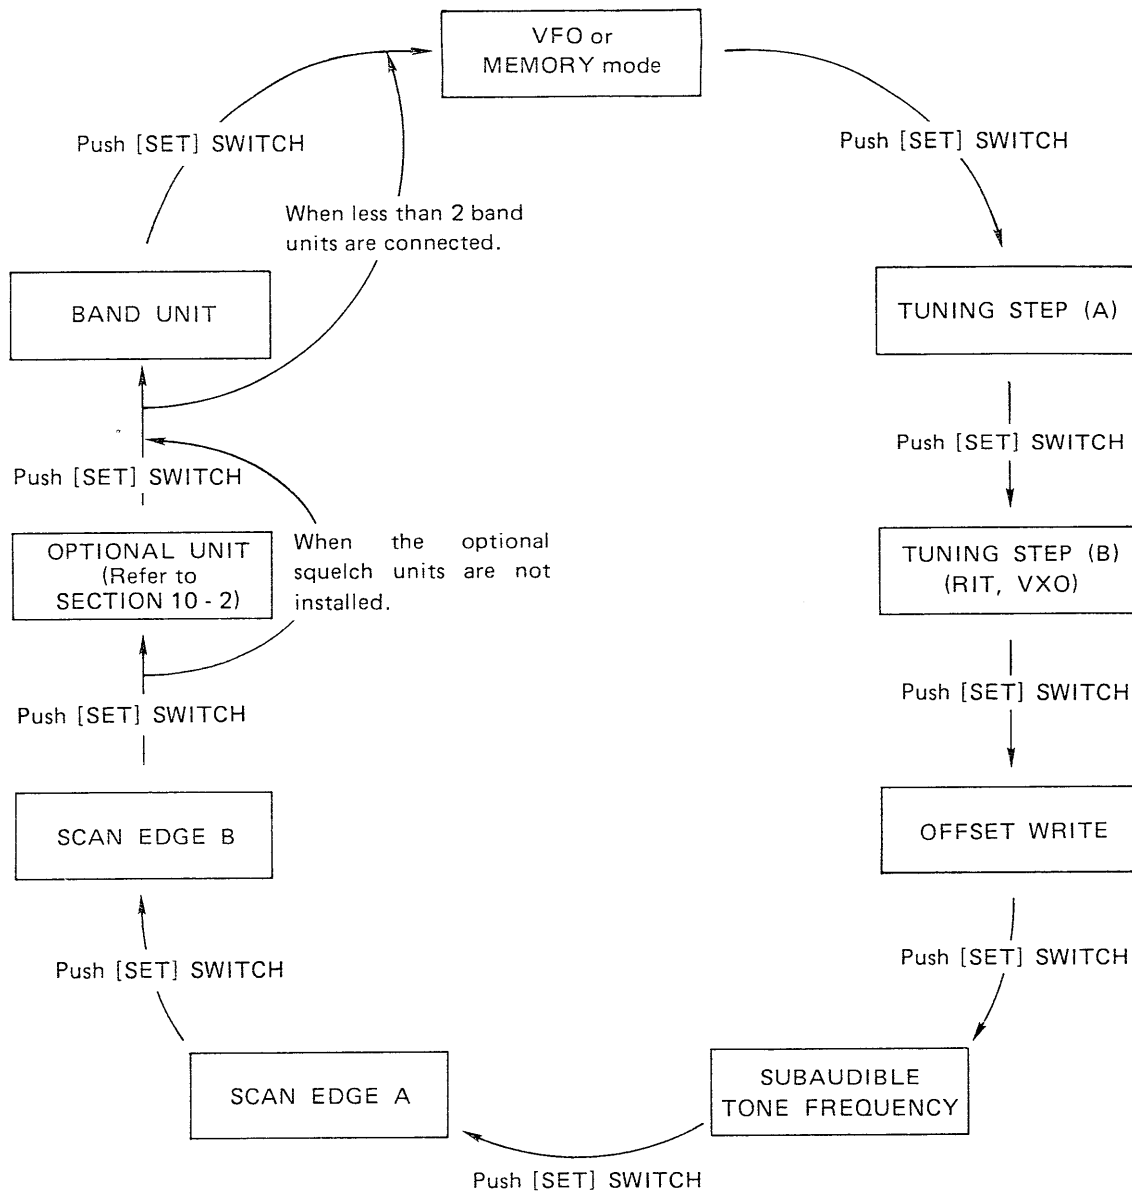 VFO or
MEMORY mode
Push [SET] SWITCH
TUNING STEP (A)
Push [SET] SWITCH
TUNING STEP (B)
(RIT, VXO)
Push [SET] SWITCH
OFFSET WRITE
Push [SET] SWITCH
SUBAUDIBLE
TONE FREQUENCY
Push [SET] SWITCH
SCAN EDGE A
Push [SET] SWITCH
SCAN EDGE B
Push [SET] SWITCH
OPTIONAL UNIT
(Refer to
SECTION 10 - 2)
When the optional
squelch units are not
installed.
Push [SET] SWITCH
BAND UNIT
When less than 2 band
units are connected.
Push [SET] SWITCH